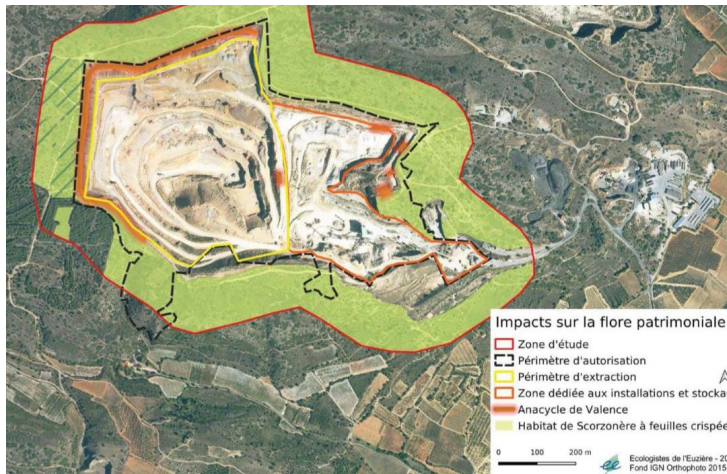 Impacts sur la flore patrimoniale
Zone d'étude
Périmètre d'autorisation
Périmètre d'extraction
Zone dédiée aux installations et stocka
Anacycle de Valence
Habitat de Scorzonère à feuilles crispée
0 100 200 m
Ecologistes de l'Euzière - 20
Fond IGN Orthophoto 2015